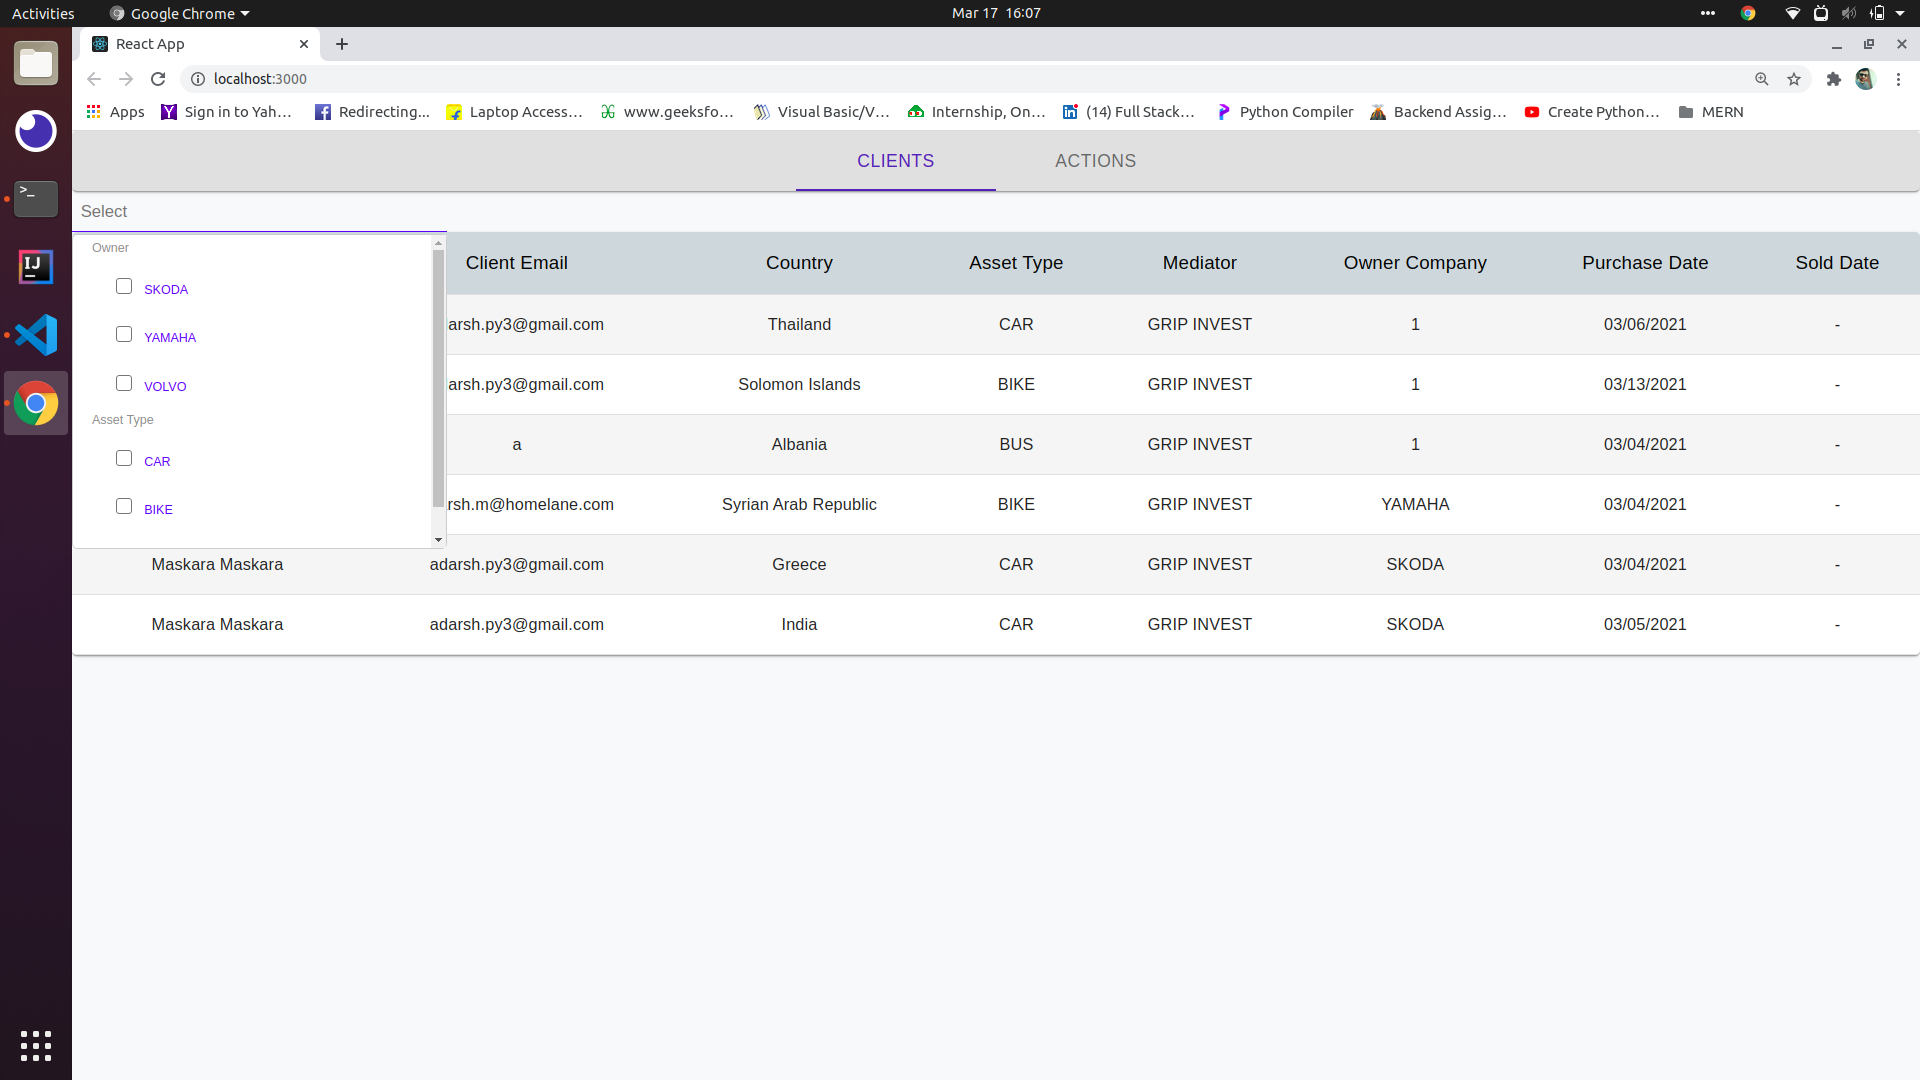 Activities Google Chrome Mar 17 16:07
React App
localhost:3000
Apps Sign in to Yah... Redirecting... Laptop Access... www.geeksfo... Visual Basic/V... Internship, On... (14) Full Stack... Python Compiler Backend Assig... Create Python... MERN
CLIENTS ACTIONS
Select
Client Email Country Asset Type Mediator Owner Company Purchase Date Sold Date
Owner
SKODA
arsh.py3@gmail.com Thailand CAR GRIP INVEST 1 03/06/2021 -
YAMAHA
VOLVO
arsh.py3@gmail.com Solomon Islands BIKE GRIP INVEST 1 03/13/2021 -
Asset Type
a Albania BUS GRIP INVEST 1 03/04/2021 -
CAR
BIKE
rsh.m@homelane.com Syrian Arab Republic BIKE GRIP INVEST YAMAHA 03/04/2021 -
Maskara Maskara adarsh.py3@gmail.com Greece CAR GRIP INVEST SKODA 03/04/2021 -
Maskara Maskara adarsh.py3@gmail.com India CAR GRIP INVEST SKODA 03/05/2021 -